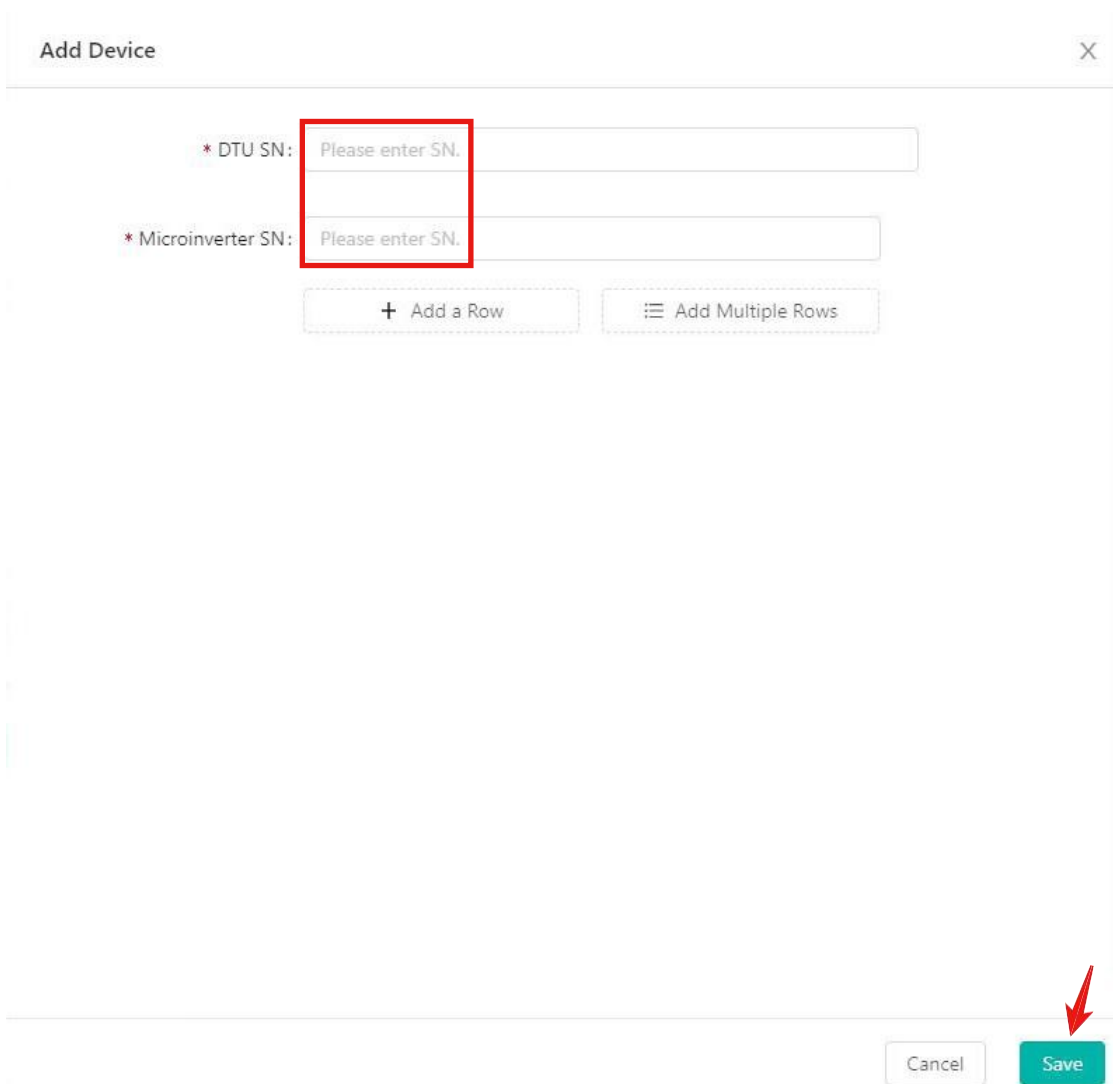 Add Device X
* DTU SN: Please enter SN.
* Microinverter SN: Please enter SN.
+ Add a Row Add Multiple Rows
Cancel Save